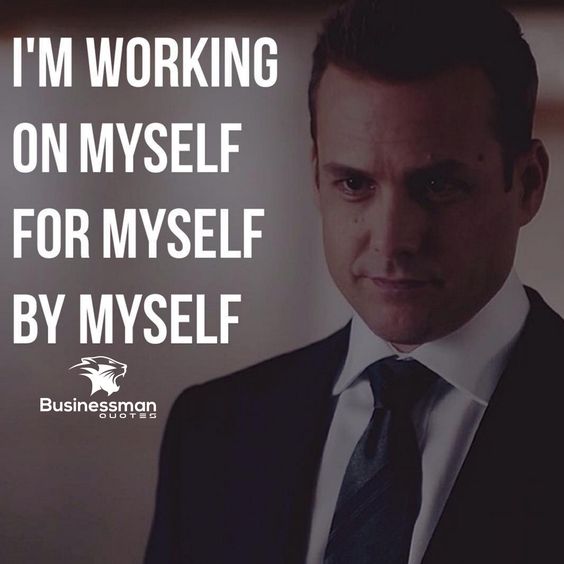 I'M WORKING
ON MYSELF
FOR MYSELF
BY MYSELF
Businessman
QUOTES